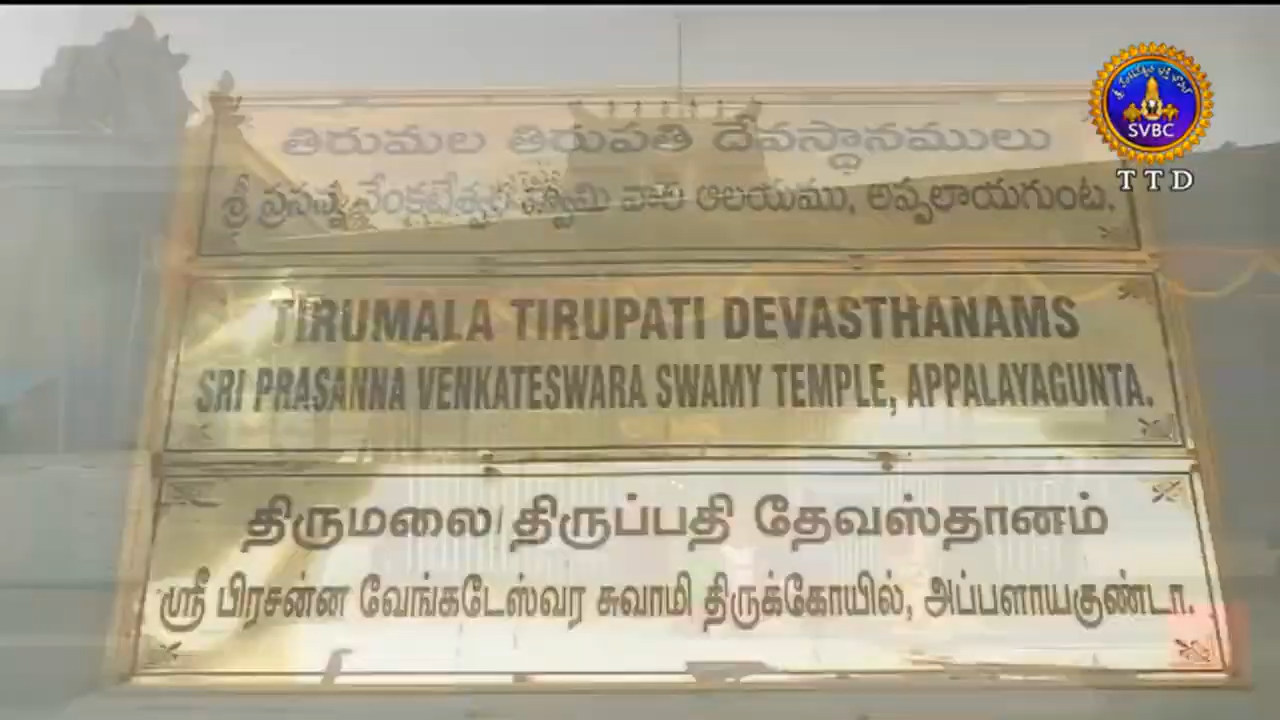 తిరుమల తిరుపతి దేవస్థానములు
శ్రీ ప్రసన్న వేంకటేశ్వర స్వామి వారి ఆలయము, అప్పలాయగుంట.
TIRUMALA TIRUPATI DEVASTHANAMS
SRI PRASANNA VENKATESWARA SWAMY TEMPLE, APPALAYAGUNTA.
திருமலை திருப்பதி தேவஸ்தானம்
ஸ்ரீ பிரசன்ன வேங்கடேஸ்வர சுவாமி திருக்கோயில், அப்பளாயகுண்டா.
SVBC
TTD